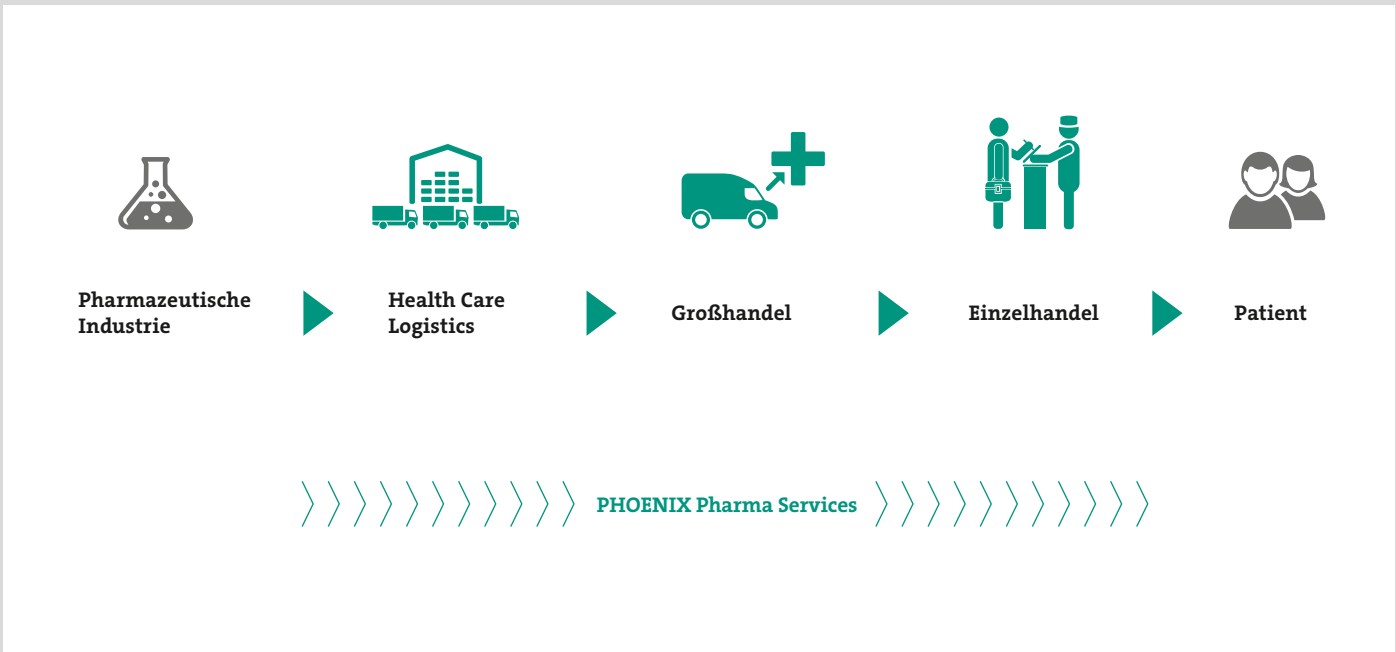 Pharmazeutische
Industrie
Health Care
Logistics
Großhandel
Einzelhandel
Patient
PHOENIX Pharma Services